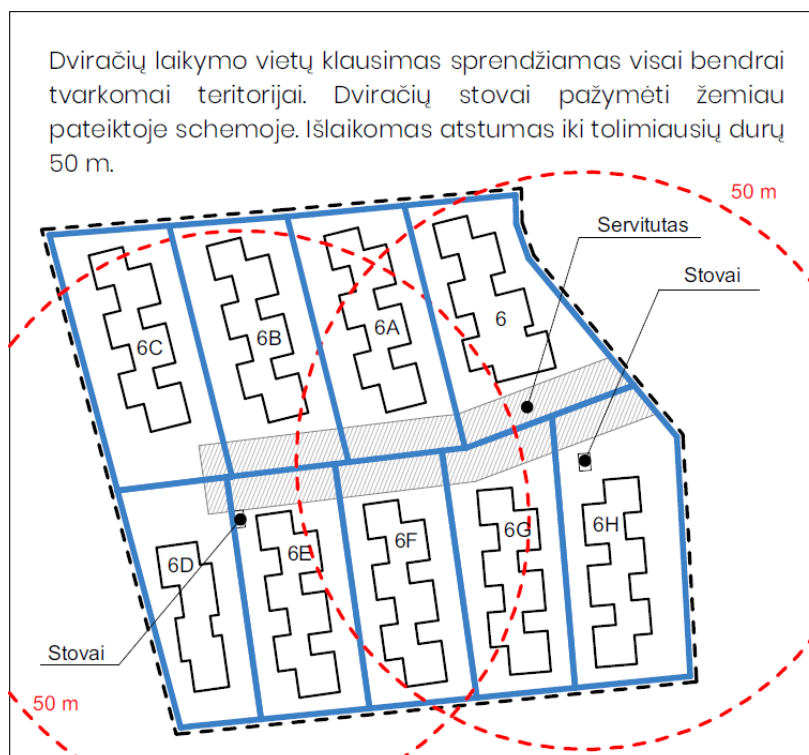 Dviračių laikymo vietų klausimas sprendžiamas visai bendrai
tvarkomai teritorijai. Dviračių stovai pažymėti žemiau
pateiktoje schemoje. Išlaikomas atstumas iki tolimiausių durų
50 m.
50 m
Servitutas
Stovai
6C
6B
6A
6
6D
6E
6F
6G
6H
Stovai
50 m